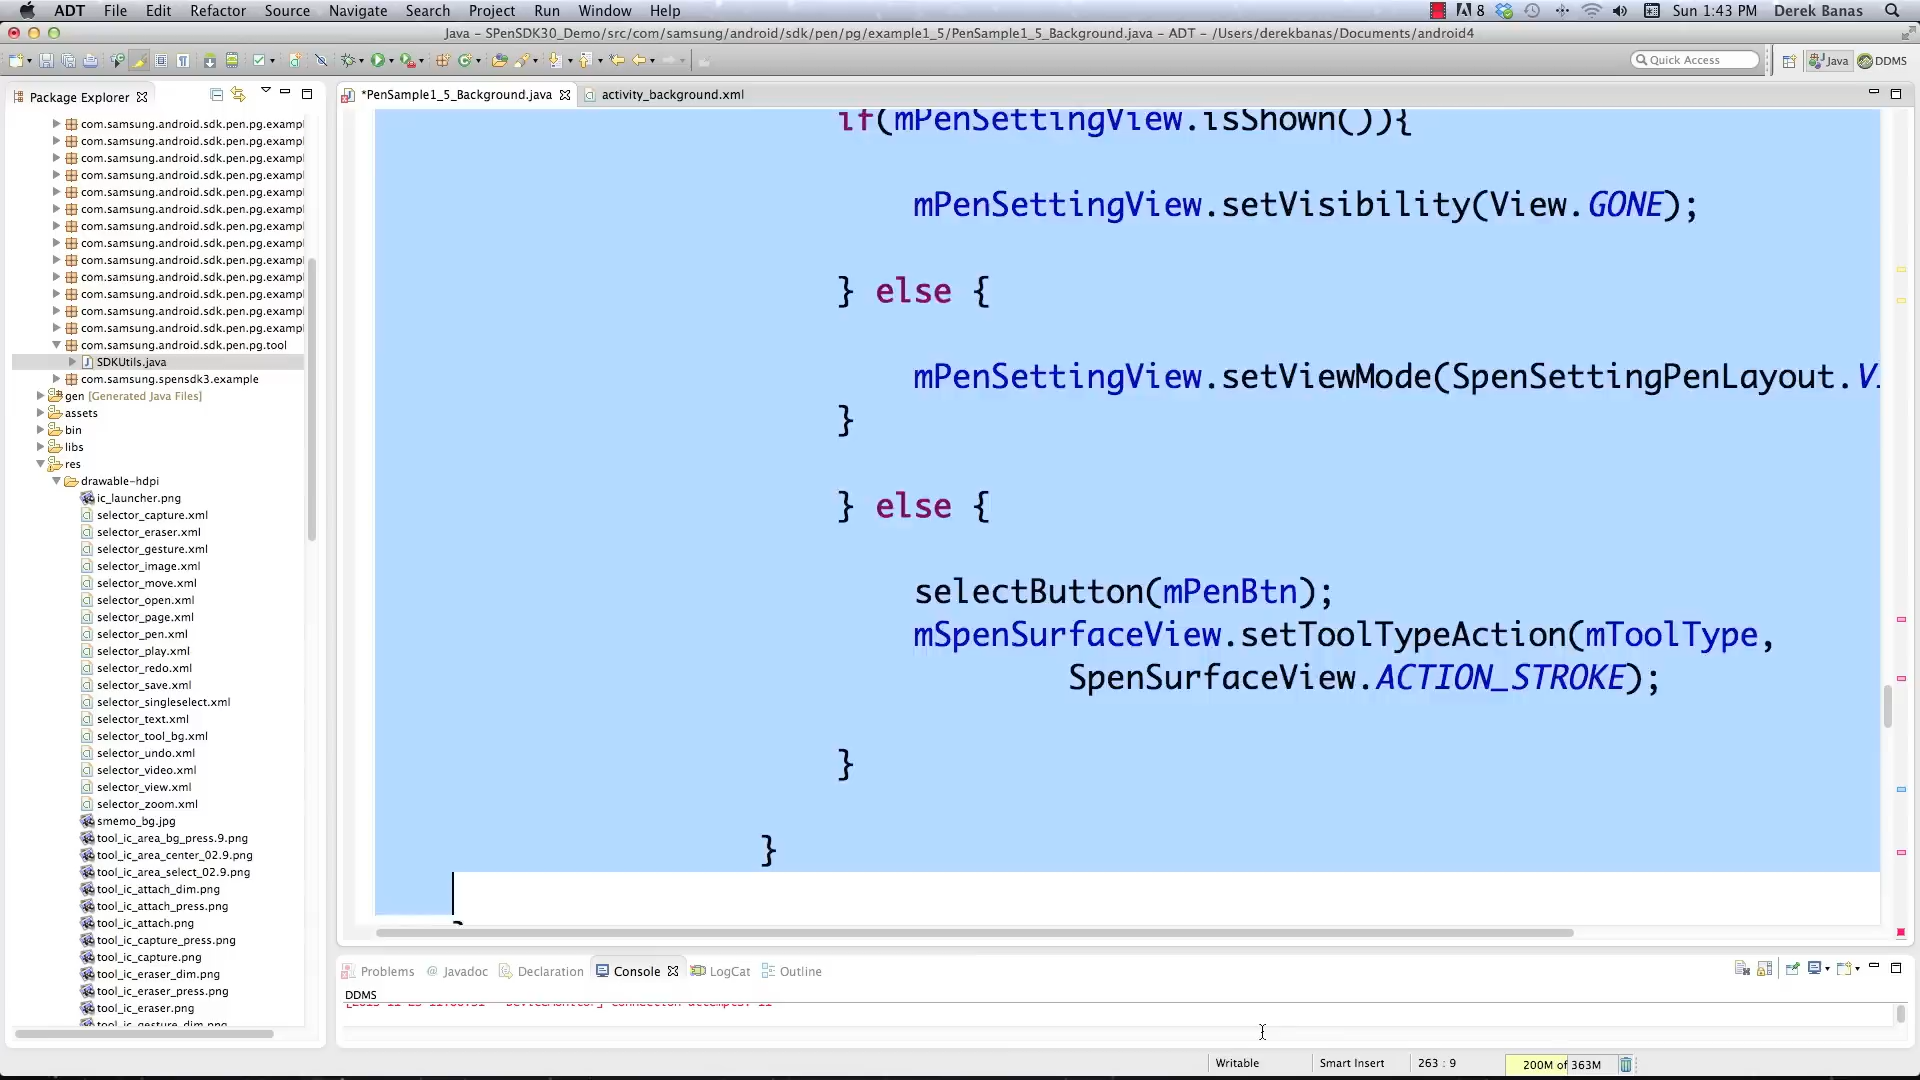 ADT File Edit Refactor Source Navigate Search Project Run Window Help 8 Sun 1:43 PM Derek Banas
Java – SPenSDK30_Demo/src/com/samsung/android/sdk/pen/pg/example1_5/PenSample1_5_Background.java – ADT – /Users/derekbanas/Documents/android4
Quick Access Java DDMS
Package Explorer
*PenSample1_5_Background.java activity_background.xml
com.samsung.android.sdk.pen.pg.exampl
com.samsung.android.sdk.pen.pg.exampl
com.samsung.android.sdk.pen.pg.exampl
com.samsung.android.sdk.pen.pg.exampl
com.samsung.android.sdk.pen.pg.exampl
com.samsung.android.sdk.pen.pg.exampl
com.samsung.android.sdk.pen.pg.exampl
com.samsung.android.sdk.pen.pg.exampl
com.samsung.android.sdk.pen.pg.exampl
com.samsung.android.sdk.pen.pg.exampl
com.samsung.android.sdk.pen.pg.exampl
com.samsung.android.sdk.pen.pg.exampl
com.samsung.android.sdk.pen.pg.exampl
com.samsung.android.sdk.pen.pg.tool
SDKUtils.java
com.samsung.spensdk3.example
gen [Generated Java Files]
assets
bin
libs
res
drawable-hdpi
ic_launcher.png
selector_capture.xml
selector_eraser.xml
selector_gesture.xml
selector_image.xml
selector_move.xml
selector_open.xml
selector_page.xml
selector_pen.xml
selector_play.xml
selector_redo.xml
selector_save.xml
selector_singleselect.xml
selector_text.xml
selector_tool_bg.xml
selector_undo.xml
selector_video.xml
selector_view.xml
selector_zoom.xml
smemo_bg.jpg
tool_ic_area_bg_press.9.png
tool_ic_area_center_02.9.png
tool_ic_area_select_02.9.png
tool_ic_attach_dim.png
tool_ic_attach_press.png
tool_ic_attach.png
tool_ic_capture_press.png
tool_ic_capture.png
tool_ic_eraser_dim.png
tool_ic_eraser_press.png
tool_ic_eraser.png
tool_ic_gesture_dim.png
if(mPenSettingView.isShown()){
mPenSettingView.setVisibility(View.GONE);
} else {
mPenSettingView.setViewMode(SpenSettingPenLayout.V
}
} else {
selectButton(mPenBtn);
mSpenSurfaceView.setToolTypeAction(mToolType,
SpenSurfaceView.ACTION_STROKE);
}
}
Problems @ Javadoc Declaration Console LogCat Outline
DDMS
Writable Smart Insert 263 : 9 200M of 363M